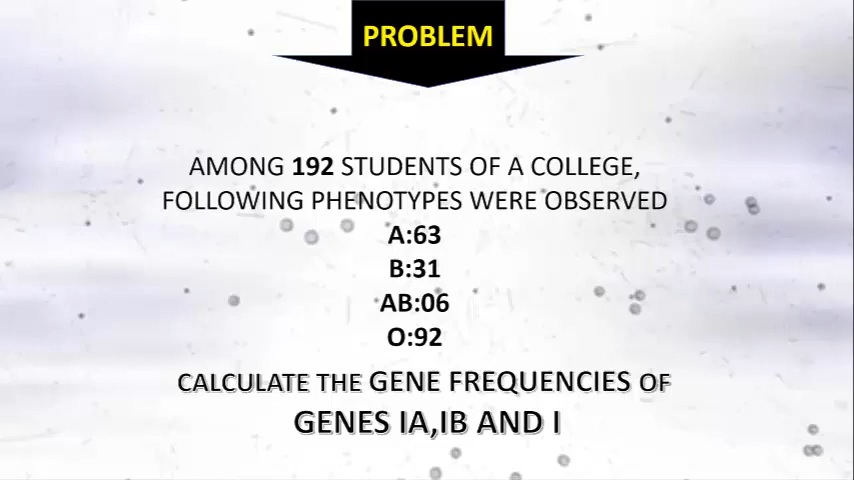 PROBLEM
AMONG 192 STUDENTS OF A COLLEGE,
FOLLOWING PHENOTYPES WERE OBSERVED
A:63
B:31
AB:06
O:92
CALCULATE THE GENE FREQUENCIES OF
GENES IA,IB AND I